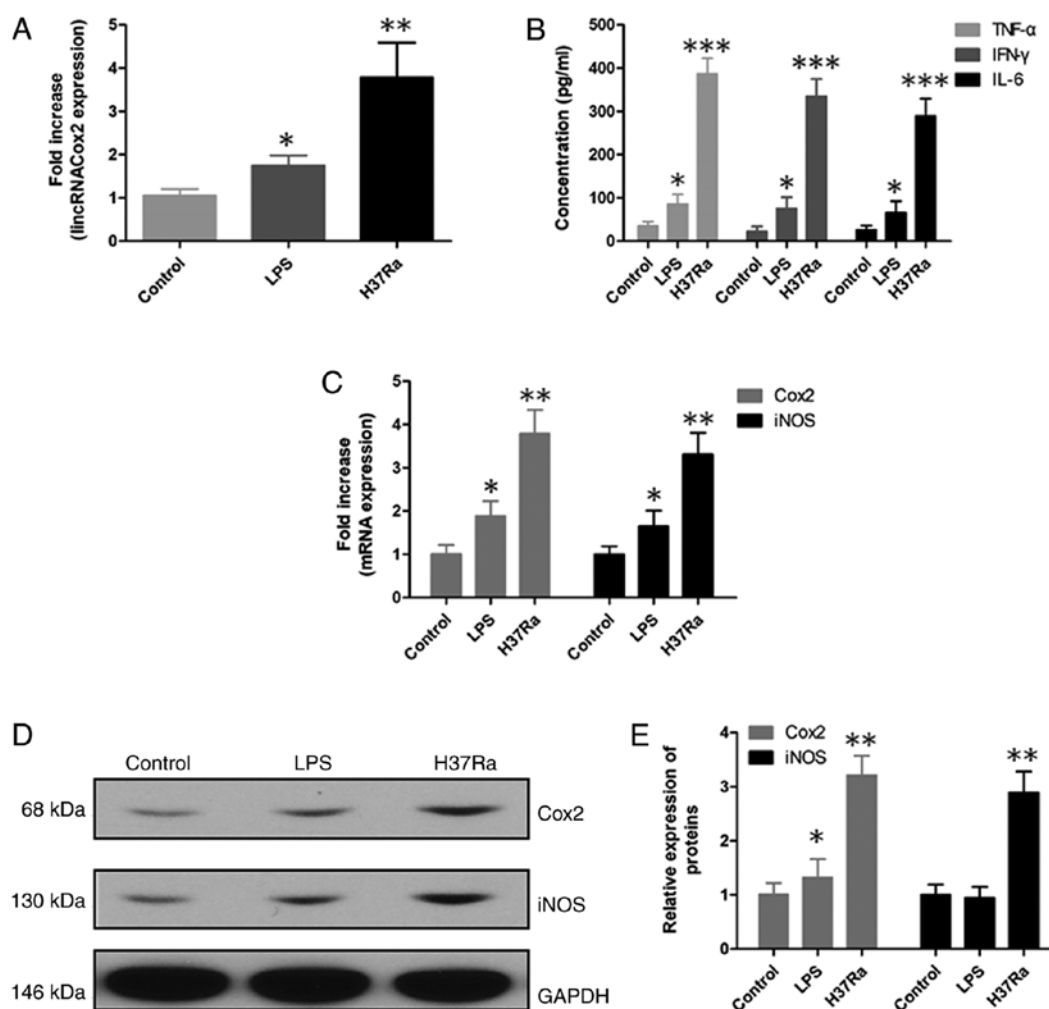 A
Fold increase
(lincRNACox2 expression)
5
4
3
2
1
0
*
**
Control
LPS
H37Ra
B
Concentration (pg/ml)
500
400
300
200
100
0
*
***
*
***
*
***
TNF-α
IFN-γ
IL-6
Control
LPS
H37Ra
Control
LPS
H37Ra
Control
LPS
H37Ra
C
Fold increase
(mRNA expression)
5
4
3
2
1
0
*
**
*
**
Cox2
iNOS
Control
LPS
H37Ra
Control
LPS
H37Ra
D
Control LPS H37Ra
68 kDa Cox2
130 kDa iNOS
146 kDa GAPDH
E
Relative expression of
proteins
4
3
2
1
0
Cox2
iNOS
*
**
**
Control
LPS
H37Ra
Control
LPS
H37Ra